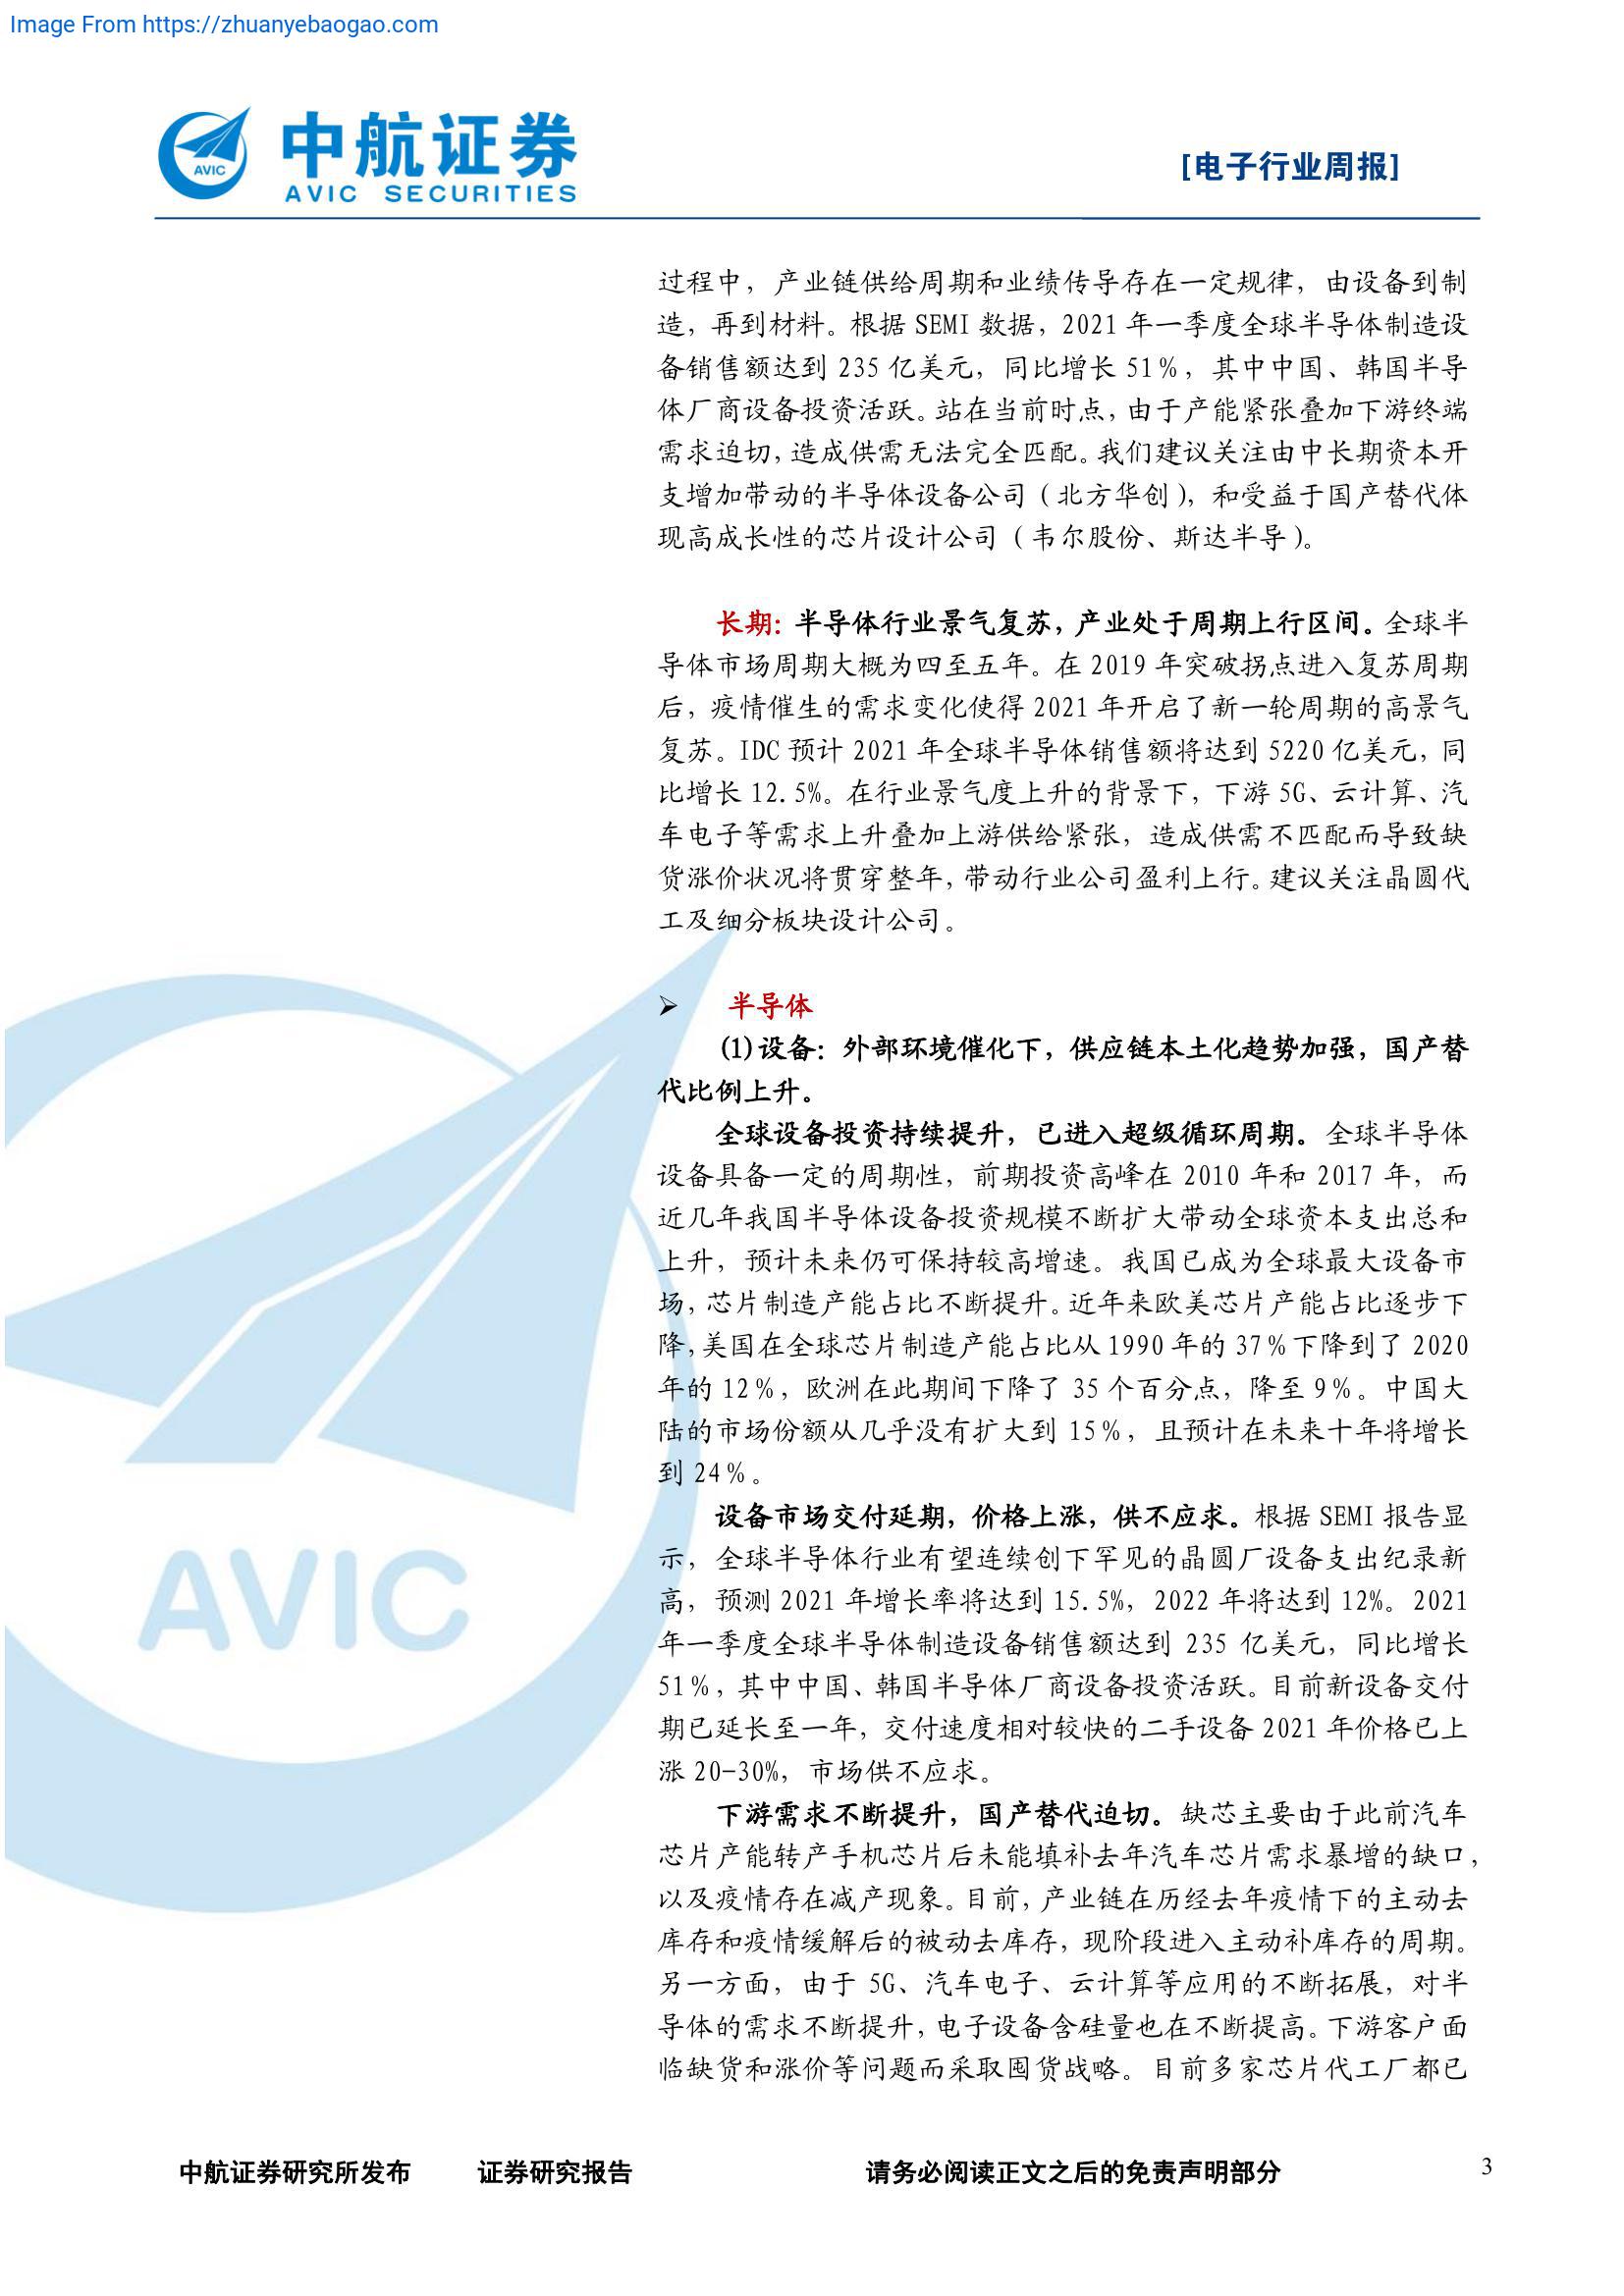 Image From https://zhuanyebaogao.com
中航证券
AVIC SECURITIES
AVIC
[电子行业周报]
过程中，产业链供给周期和业绩传导存在一定规律，由设备到制
造，再到材料。根据 SEMI 数据，2021 年一季度全球半导体制造设
备销售额达到 235 亿美元，同比增长 51%，其中中国、韩国半导
体厂商设备投资活跃。站在当前时点，由于产能紧张叠加下游终端
需求迫切，造成供需无法完全匹配。我们建议关注由中长期资本开
支增加带动的半导体设备公司（北方华创），和受益于国产替代体
现高成长性的芯片设计公司（韦尔股份、斯达半导）。
长期：半导体行业景气复苏，产业处于周期上行区间。全球半
导体市场周期大概为四至五年。在 2019 年突破拐点进入复苏周期
后，疫情催生的需求变化使得 2021 年开启了新一轮周期的高景气
复苏。IDC 预计 2021 年全球半导体销售额将达到 5220 亿美元，同
比增长 12.5%。在行业景气度上升的背景下，下游 5G、云计算、汽
车电子等需求上升叠加上游供给紧张，造成供需不匹配而导致缺
货涨价状况将贯穿整年，带动行业公司盈利上行。建议关注晶圆代
工及细分板块设计公司。
➢ 半导体
(1)设备：外部环境催化下，供应链本土化趋势加强，国产替
代比例上升。
全球设备投资持续提升，已进入超级循环周期。全球半导体
设备具备一定的周期性，前期投资高峰在 2010 年和 2017 年，而
近几年我国半导体设备投资规模不断扩大带动全球资本支出总和
上升，预计未来仍可保持较高增速。我国已成为全球最大设备市
场，芯片制造产能占比不断提升。近年来欧美芯片产能占比逐步下
降，美国在全球芯片制造产能占比从 1990 年的 37%下降到了 2020
年的 12%，欧洲在此期间下降了 35 个百分点，降至 9%。中国大
陆的市场份额从几乎没有扩大到 15%，且预计在未来十年将增长
到 24%。
设备市场交付延期，价格上涨，供不应求。根据 SEMI 报告显
示，全球半导体行业有望连续创下罕见的晶圆厂设备支出纪录新
高，预测 2021 年增长率将达到 15.5%，2022 年将达到 12%。2021
年一季度全球半导体制造设备销售额达到 235 亿美元，同比增长
51%，其中中国、韩国半导体厂商设备投资活跃。目前新设备交付
期已延长至一年，交付速度相对较快的二手设备 2021 年价格已上
涨 20-30%，市场供不应求。
下游需求不断提升，国产替代迫切。缺芯主要由于此前汽车
芯片产能转产手机芯片后未能填补去年汽车芯片需求暴增的缺口，
以及疫情存在减产现象。目前，产业链在历经去年疫情下的主动去
库存和疫情缓解后的被动去库存，现阶段进入主动补库存的周期。
另一方面，由于 5G、汽车电子、云计算等应用的不断拓展，对半
导体的需求不断提升，电子设备含硅量也在不断提高。下游客户面
临缺货和涨价等问题而采取囤货战略。目前多家芯片代工厂都已
AVIC
中航证券研究所发布 证券研究报告 请务必阅读正文之后的免责声明部分 3